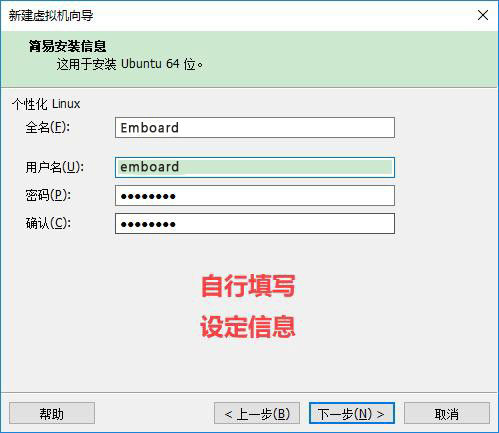 新建虚拟机向导
简易安装信息
这用于安装 Ubuntu 64 位。
个性化 Linux
全名(F): Emboard
用户名(U): emboard
密码(P): ●●●●●●●●
确认(C): ●●●●●●●●
自行填写
设定信息
帮助 < 上一步(B) 下一步(N) > 取消